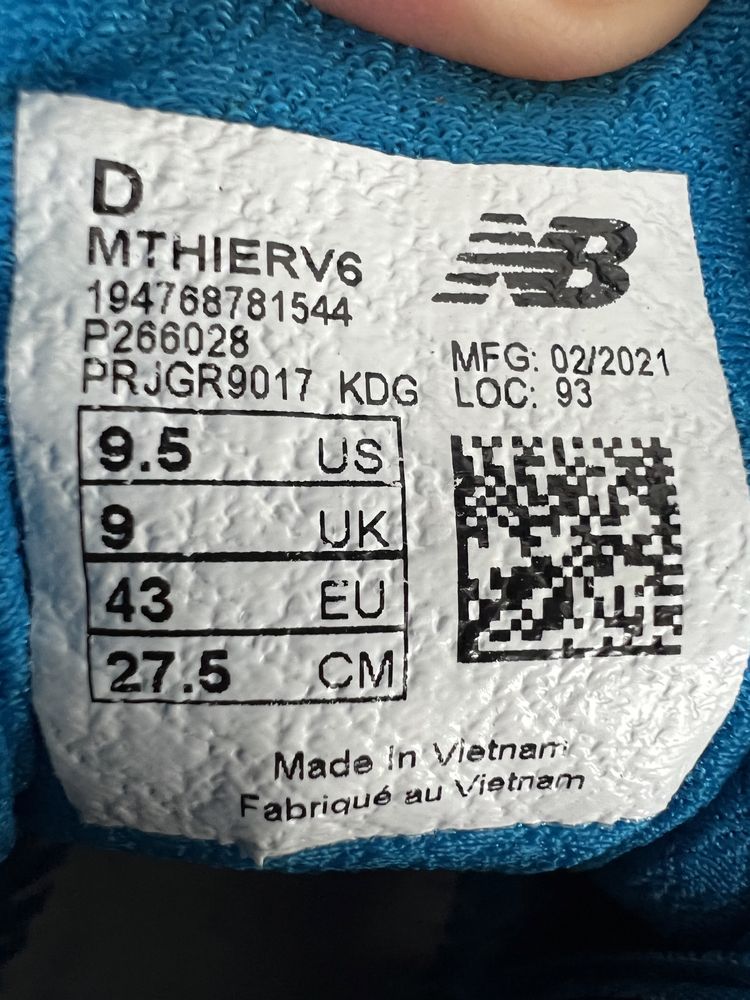 D
MTHIERV6
194768781544
P266028
PRJGR9017 KDG
NB
MFG: 02/2021
LOC: 93
9.5 US
9 UK
43 EU
27.5 CM
Made In Vietnam
Fabriqué au Vietnam